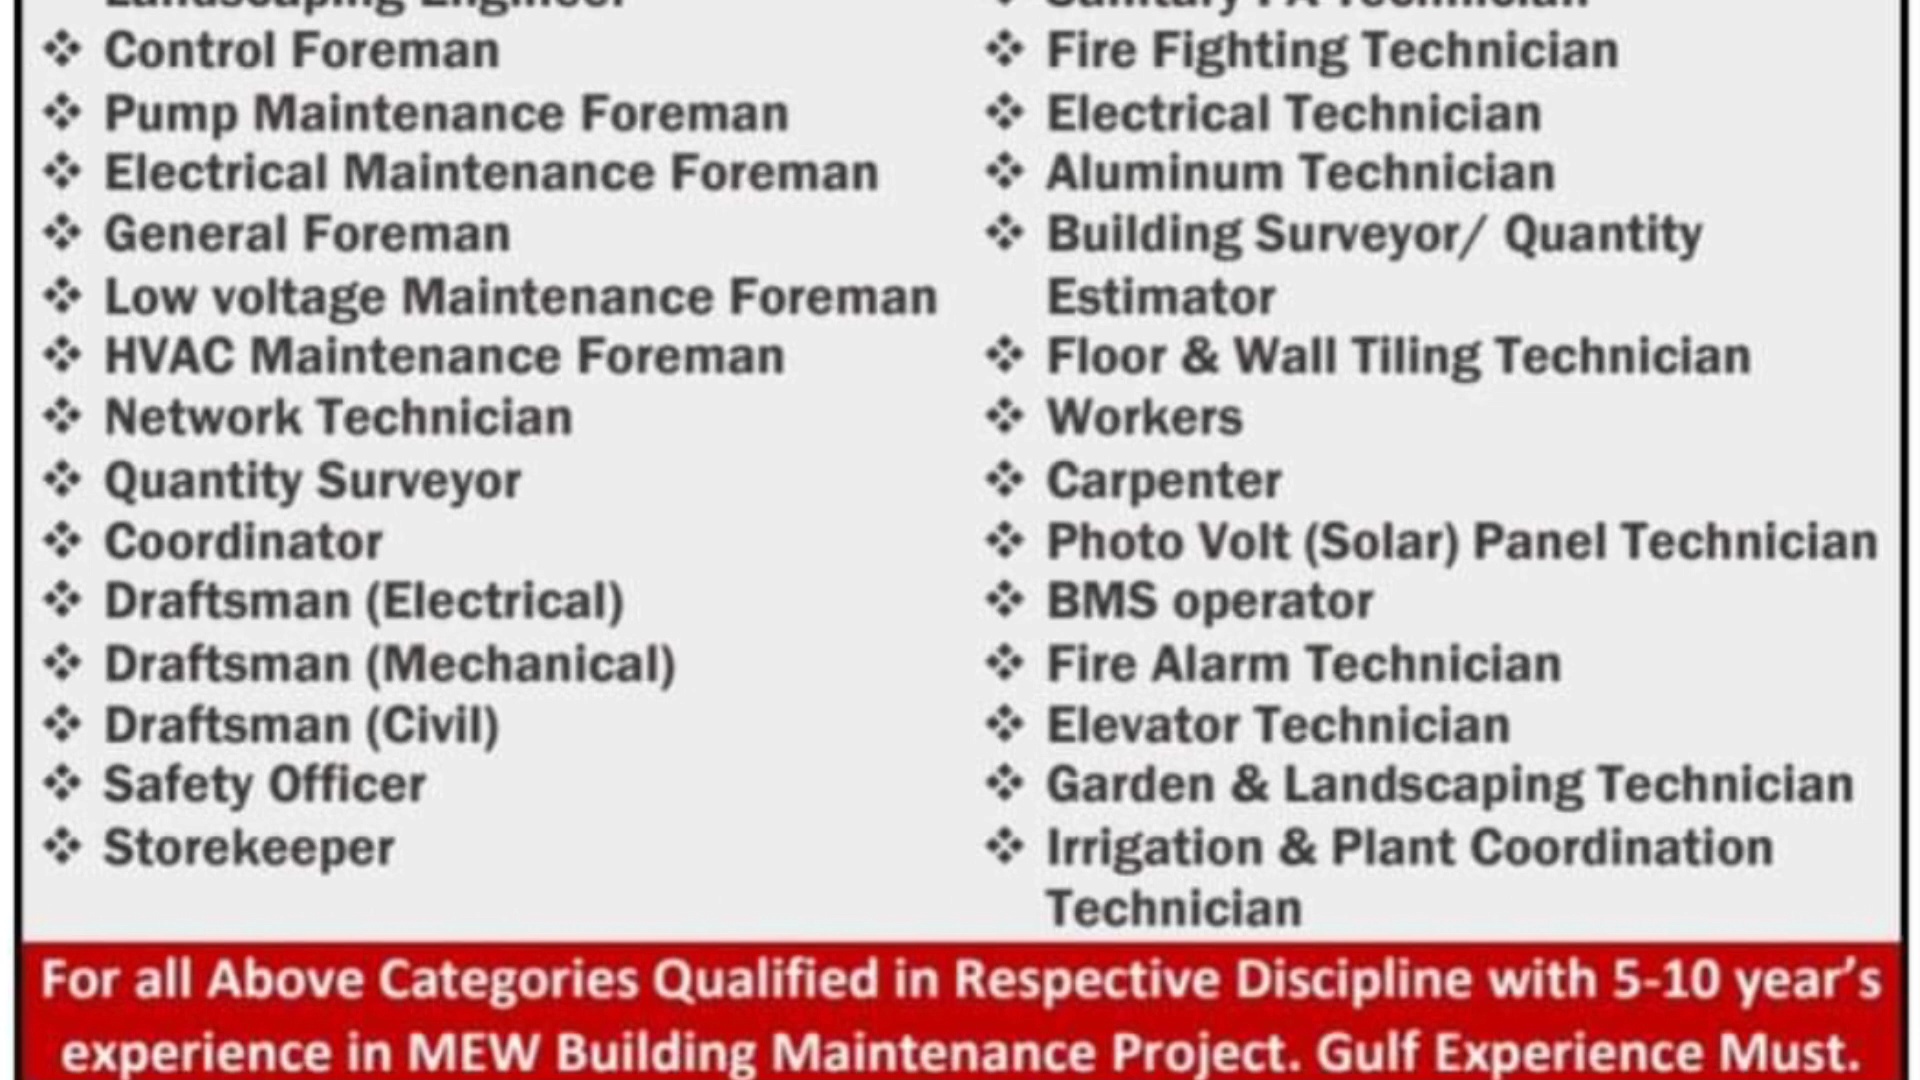 Landscaping Engineer
❖ Control Foreman
❖ Pump Maintenance Foreman
❖ Electrical Maintenance Foreman
❖ General Foreman
❖ Low voltage Maintenance Foreman
❖ HVAC Maintenance Foreman
❖ Network Technician
❖ Quantity Surveyor
❖ Coordinator
❖ Draftsman (Electrical)
❖ Draftsman (Mechanical)
❖ Draftsman (Civil)
❖ Safety Officer
❖ Storekeeper
❖ Sanitary Technician
❖ Fire Fighting Technician
❖ Electrical Technician
❖ Aluminum Technician
❖ Building Surveyor/ Quantity
Estimator
❖ Floor & Wall Tiling Technician
❖ Workers
❖ Carpenter
❖ Photo Volt (Solar) Panel Technician
❖ BMS operator
❖ Fire Alarm Technician
❖ Elevator Technician
❖ Garden & Landscaping Technician
❖ Irrigation & Plant Coordination
Technician
For all Above Categories Qualified in Respective Discipline with 5-10 year's
experience in MEW Building Maintenance Project. Gulf Experience Must.